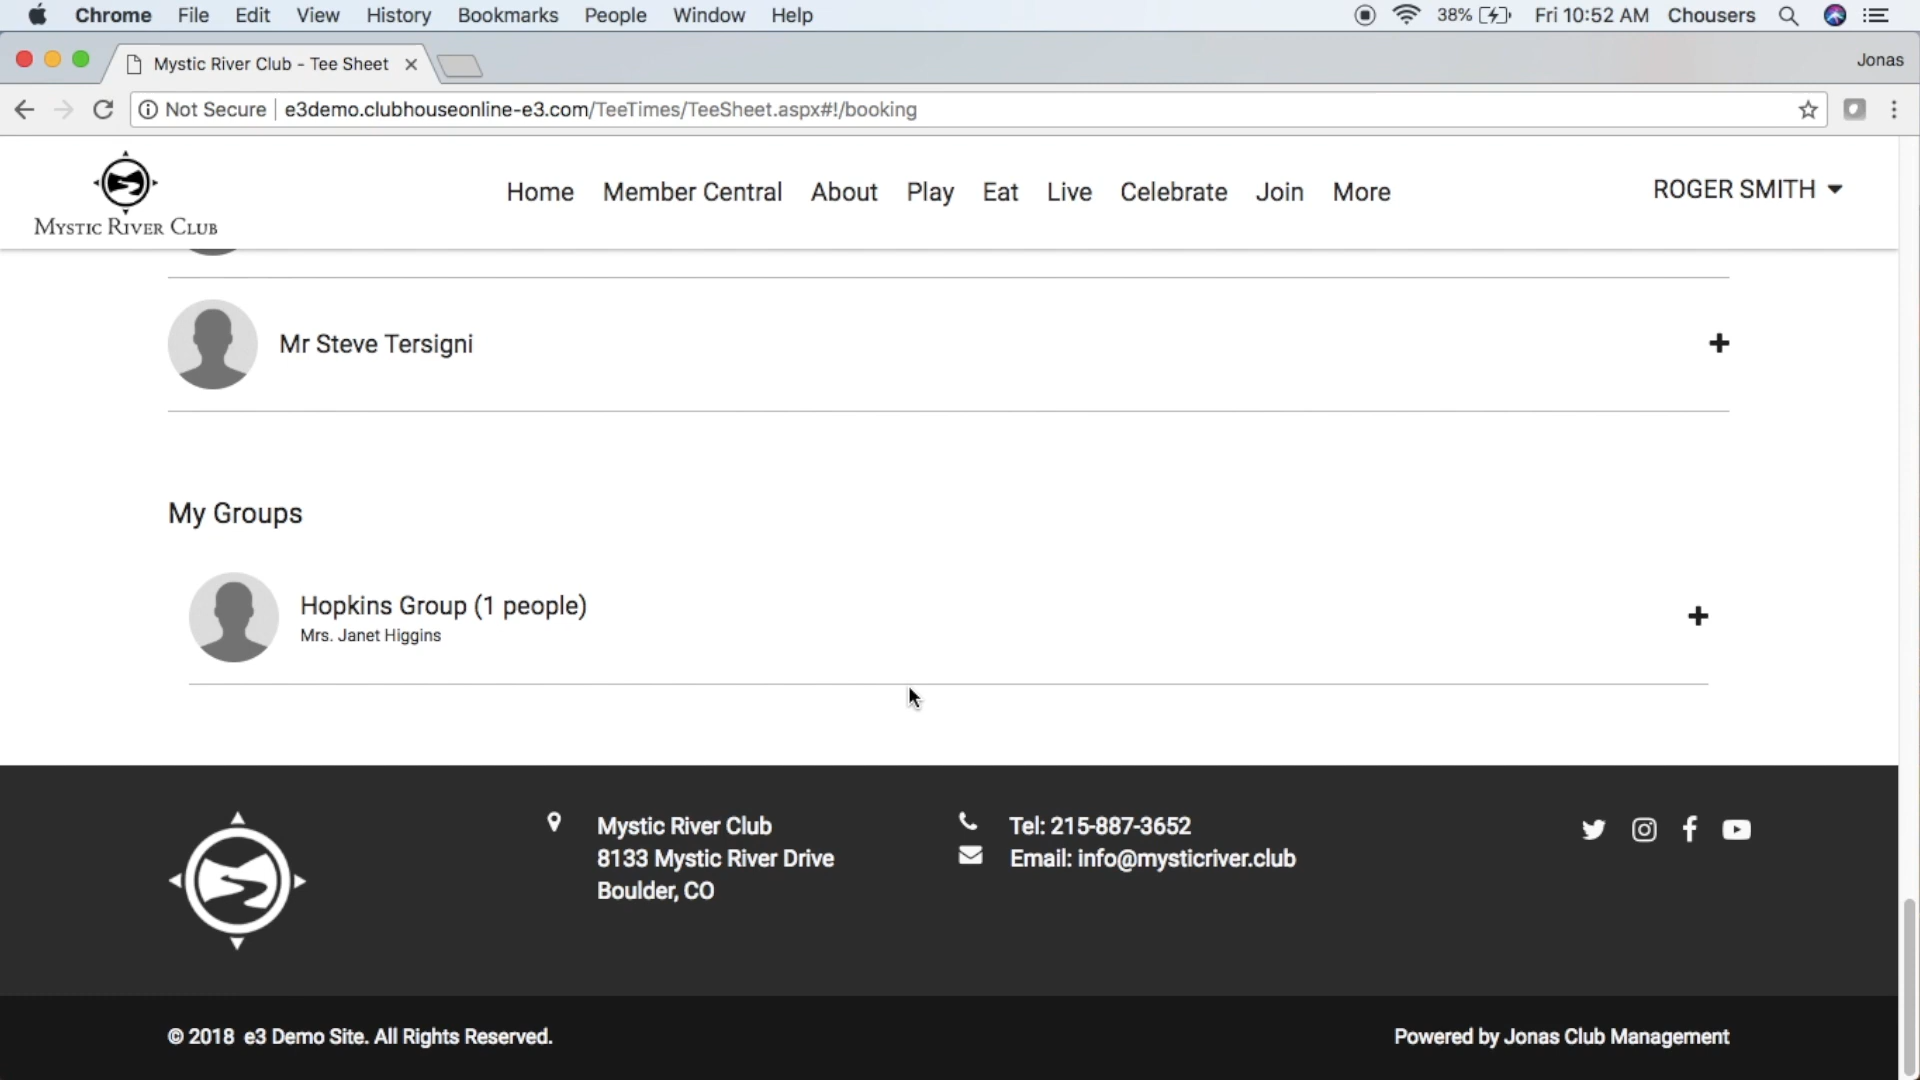 Chrome File Edit View History Bookmarks People Window Help 38% Fri 10:52 AM Chousers
Mystic River Club - Tee Sheet Jonas
Not Secure e3demo.clubhouseonline-e3.com/TeeTimes/TeeSheet.aspx#!/booking
MYSTIC RIVER CLUB
Home Member Central About Play Eat Live Celebrate Join More
ROGER SMITH
Mr Steve Tersigni
My Groups
Hopkins Group (1 people)
Mrs. Janet Higgins
Mystic River Club
8133 Mystic River Drive
Boulder, CO
Tel: 215-887-3652
Email: info@mysticriver.club
© 2018 e3 Demo Site. All Rights Reserved.
Powered by Jonas Club Management